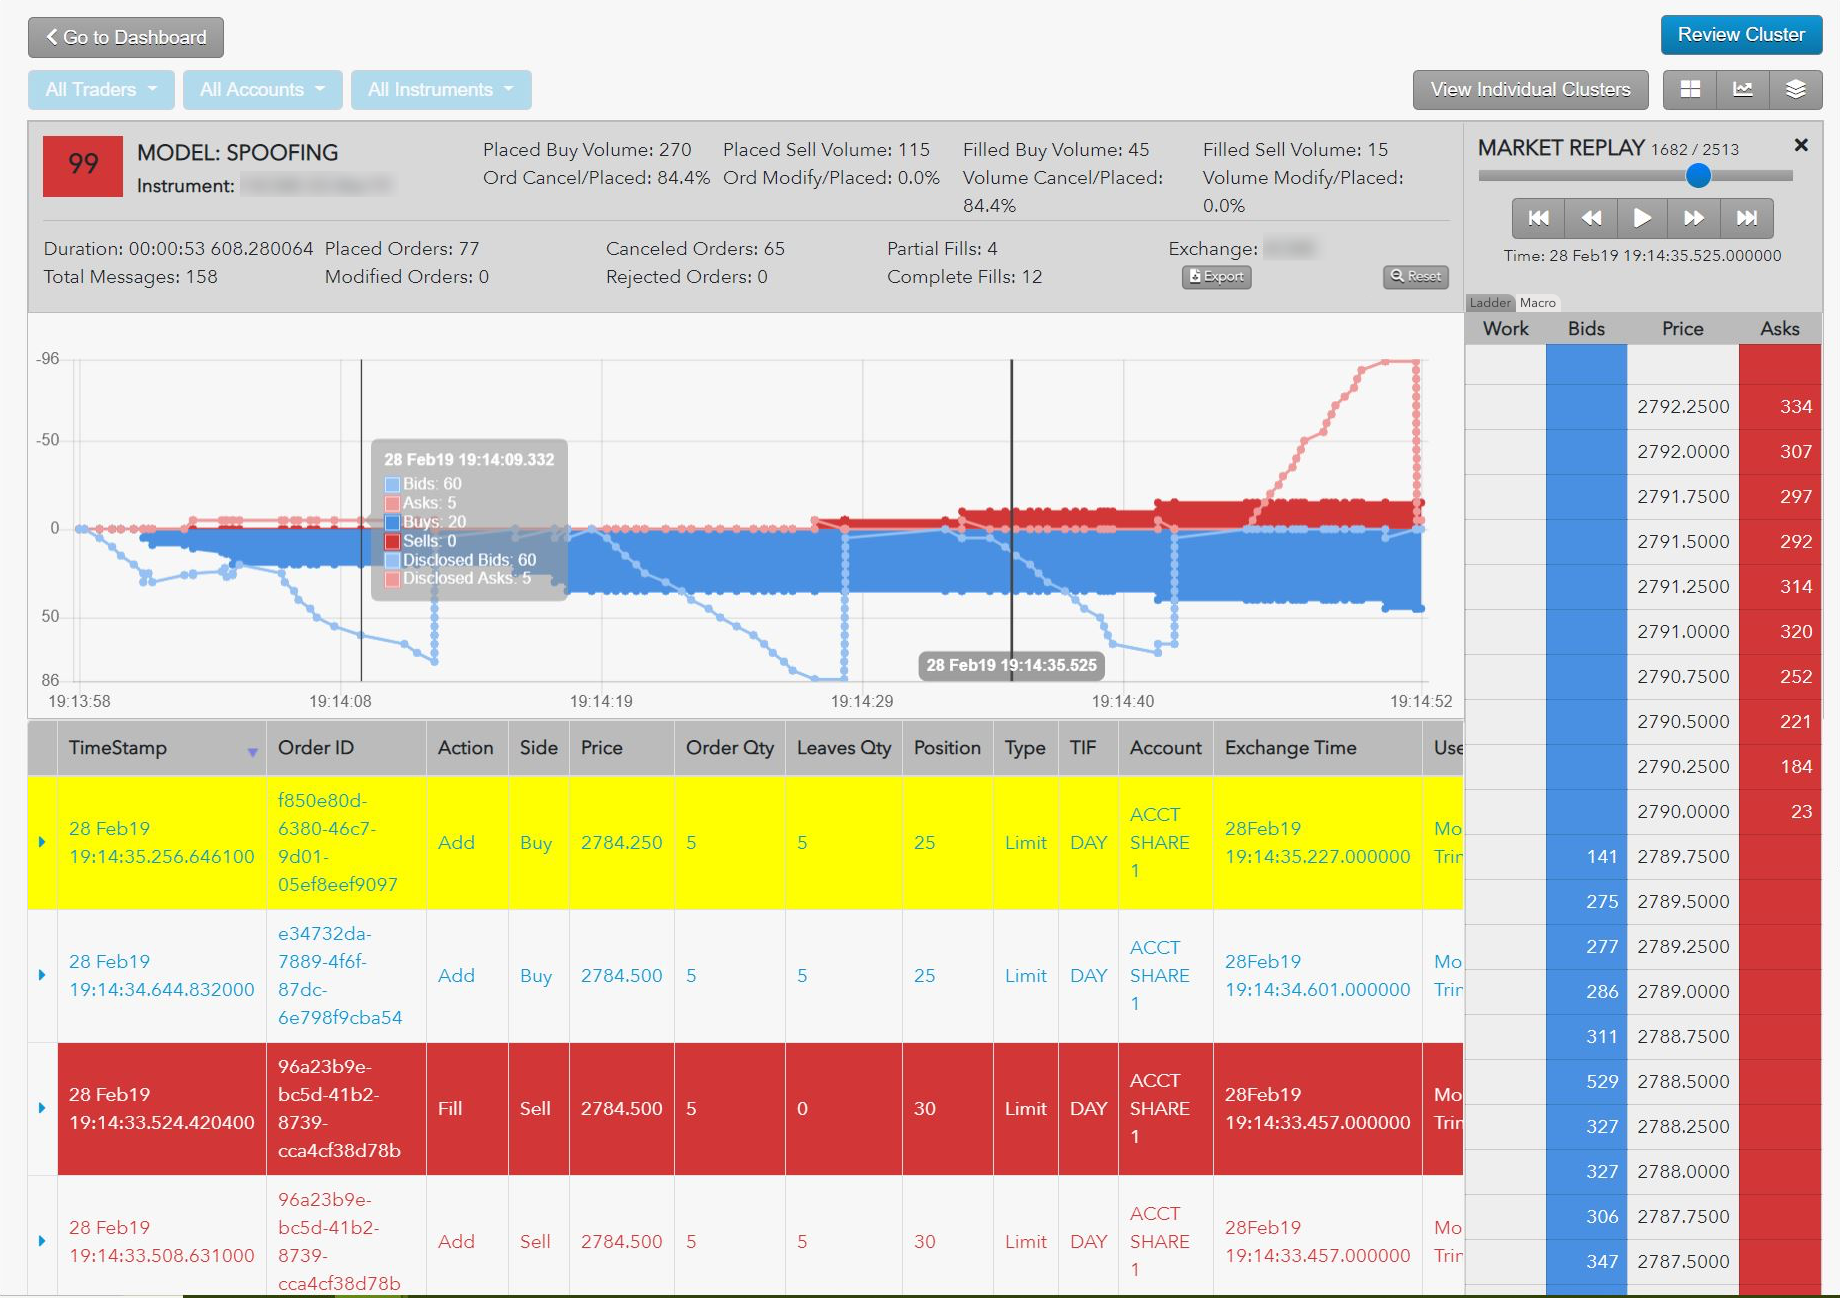 Go to Dashboard
Review Cluster
All Traders
All Accounts
All Instruments
View Individual Clusters
99
MODEL: SPOOFING
Instrument:
Placed Buy Volume: 270
Placed Sell Volume: 115
Filled Buy Volume: 45
Filled Sell Volume: 15
Ord Cancel/Placed: 84.4%
Ord Modify/Placed: 0.0%
Volume Cancel/Placed:
84.4%
Volume Modify/Placed:
0.0%
Duration: 00:00:53 608.280064
Placed Orders: 77
Canceled Orders: 65
Partial Fills: 4
Exchange:
Total Messages: 158
Modified Orders: 0
Rejected Orders: 0
Complete Fills: 12
Export
Reset
MARKET REPLAY 1682 / 2513
Time: 28 Feb19 19:14:35.525.000000
Ladder
Macro
-96
-50
0
50
86
19:13:58
19:14:08
19:14:19
19:14:29
19:14:40
19:14:52
28 Feb19 19:14:09.332
Bids: 60
Asks: 5
Buys: 20
Sells: 0
Disclosed Bids: 60
Disclosed Asks: 5
28 Feb19 19:14:35.525
TimeStamp
Order ID
Action
Side
Price
Order Qty
Leaves Qty
Position
Type
TIF
Account
Exchange Time
Use
28 Feb19
19:14:35.256.646100
f850e80d-
6380-46c7-
9d01-
05ef8eef9097
Add
Buy
2784.250
5
5
25
Limit
DAY
ACCT
SHARE
1
28Feb19
19:14:35.227.000000
Mo
Trin
28 Feb19
19:14:34.644.832000
e34732da-
7889-4f6f-
87dc-
6e798f9cba54
Add
Buy
2784.500
5
5
25
Limit
DAY
ACCT
SHARE
1
28Feb19
19:14:34.601.000000
Mo
Trin
28 Feb19
19:14:33.524.420400
96a23b9e-
bc5d-41b2-
8739-
cca4cf38d78b
Fill
Sell
2784.500
5
0
30
Limit
DAY
ACCT
SHARE
1
28Feb19
19:14:33.457.000000
Mo
Trin
28 Feb19
19:14:33.508.631000
96a23b9e-
bc5d-41b2-
8739-
cca4cf38d78b
Add
Sell
2784.500
5
5
30
Limit
DAY
ACCT
SHARE
1
28Feb19
19:14:33.457.000000
Mo
Trin
Work
Bids
Price
Asks
2792.2500 334
2792.0000 307
2791.7500 297
2791.5000 292
2791.2500 314
2791.0000 320
2790.7500 252
2790.5000 221
2790.2500 184
2790.0000 23
141 2789.7500
275 2789.5000
277 2789.2500
286 2789.0000
311 2788.7500
529 2788.5000
327 2788.2500
327 2788.0000
306 2787.7500
347 2787.5000